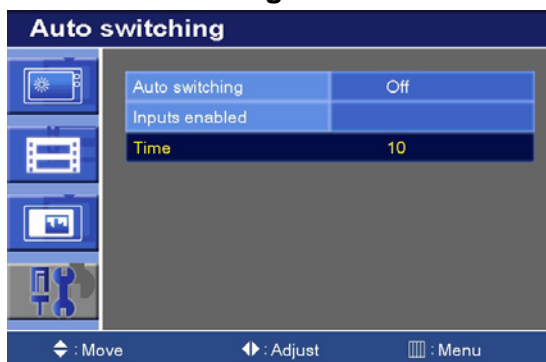 Auto switching
Auto switching Off
Inputs enabled
Time 10
: Move : Adjust : Menu